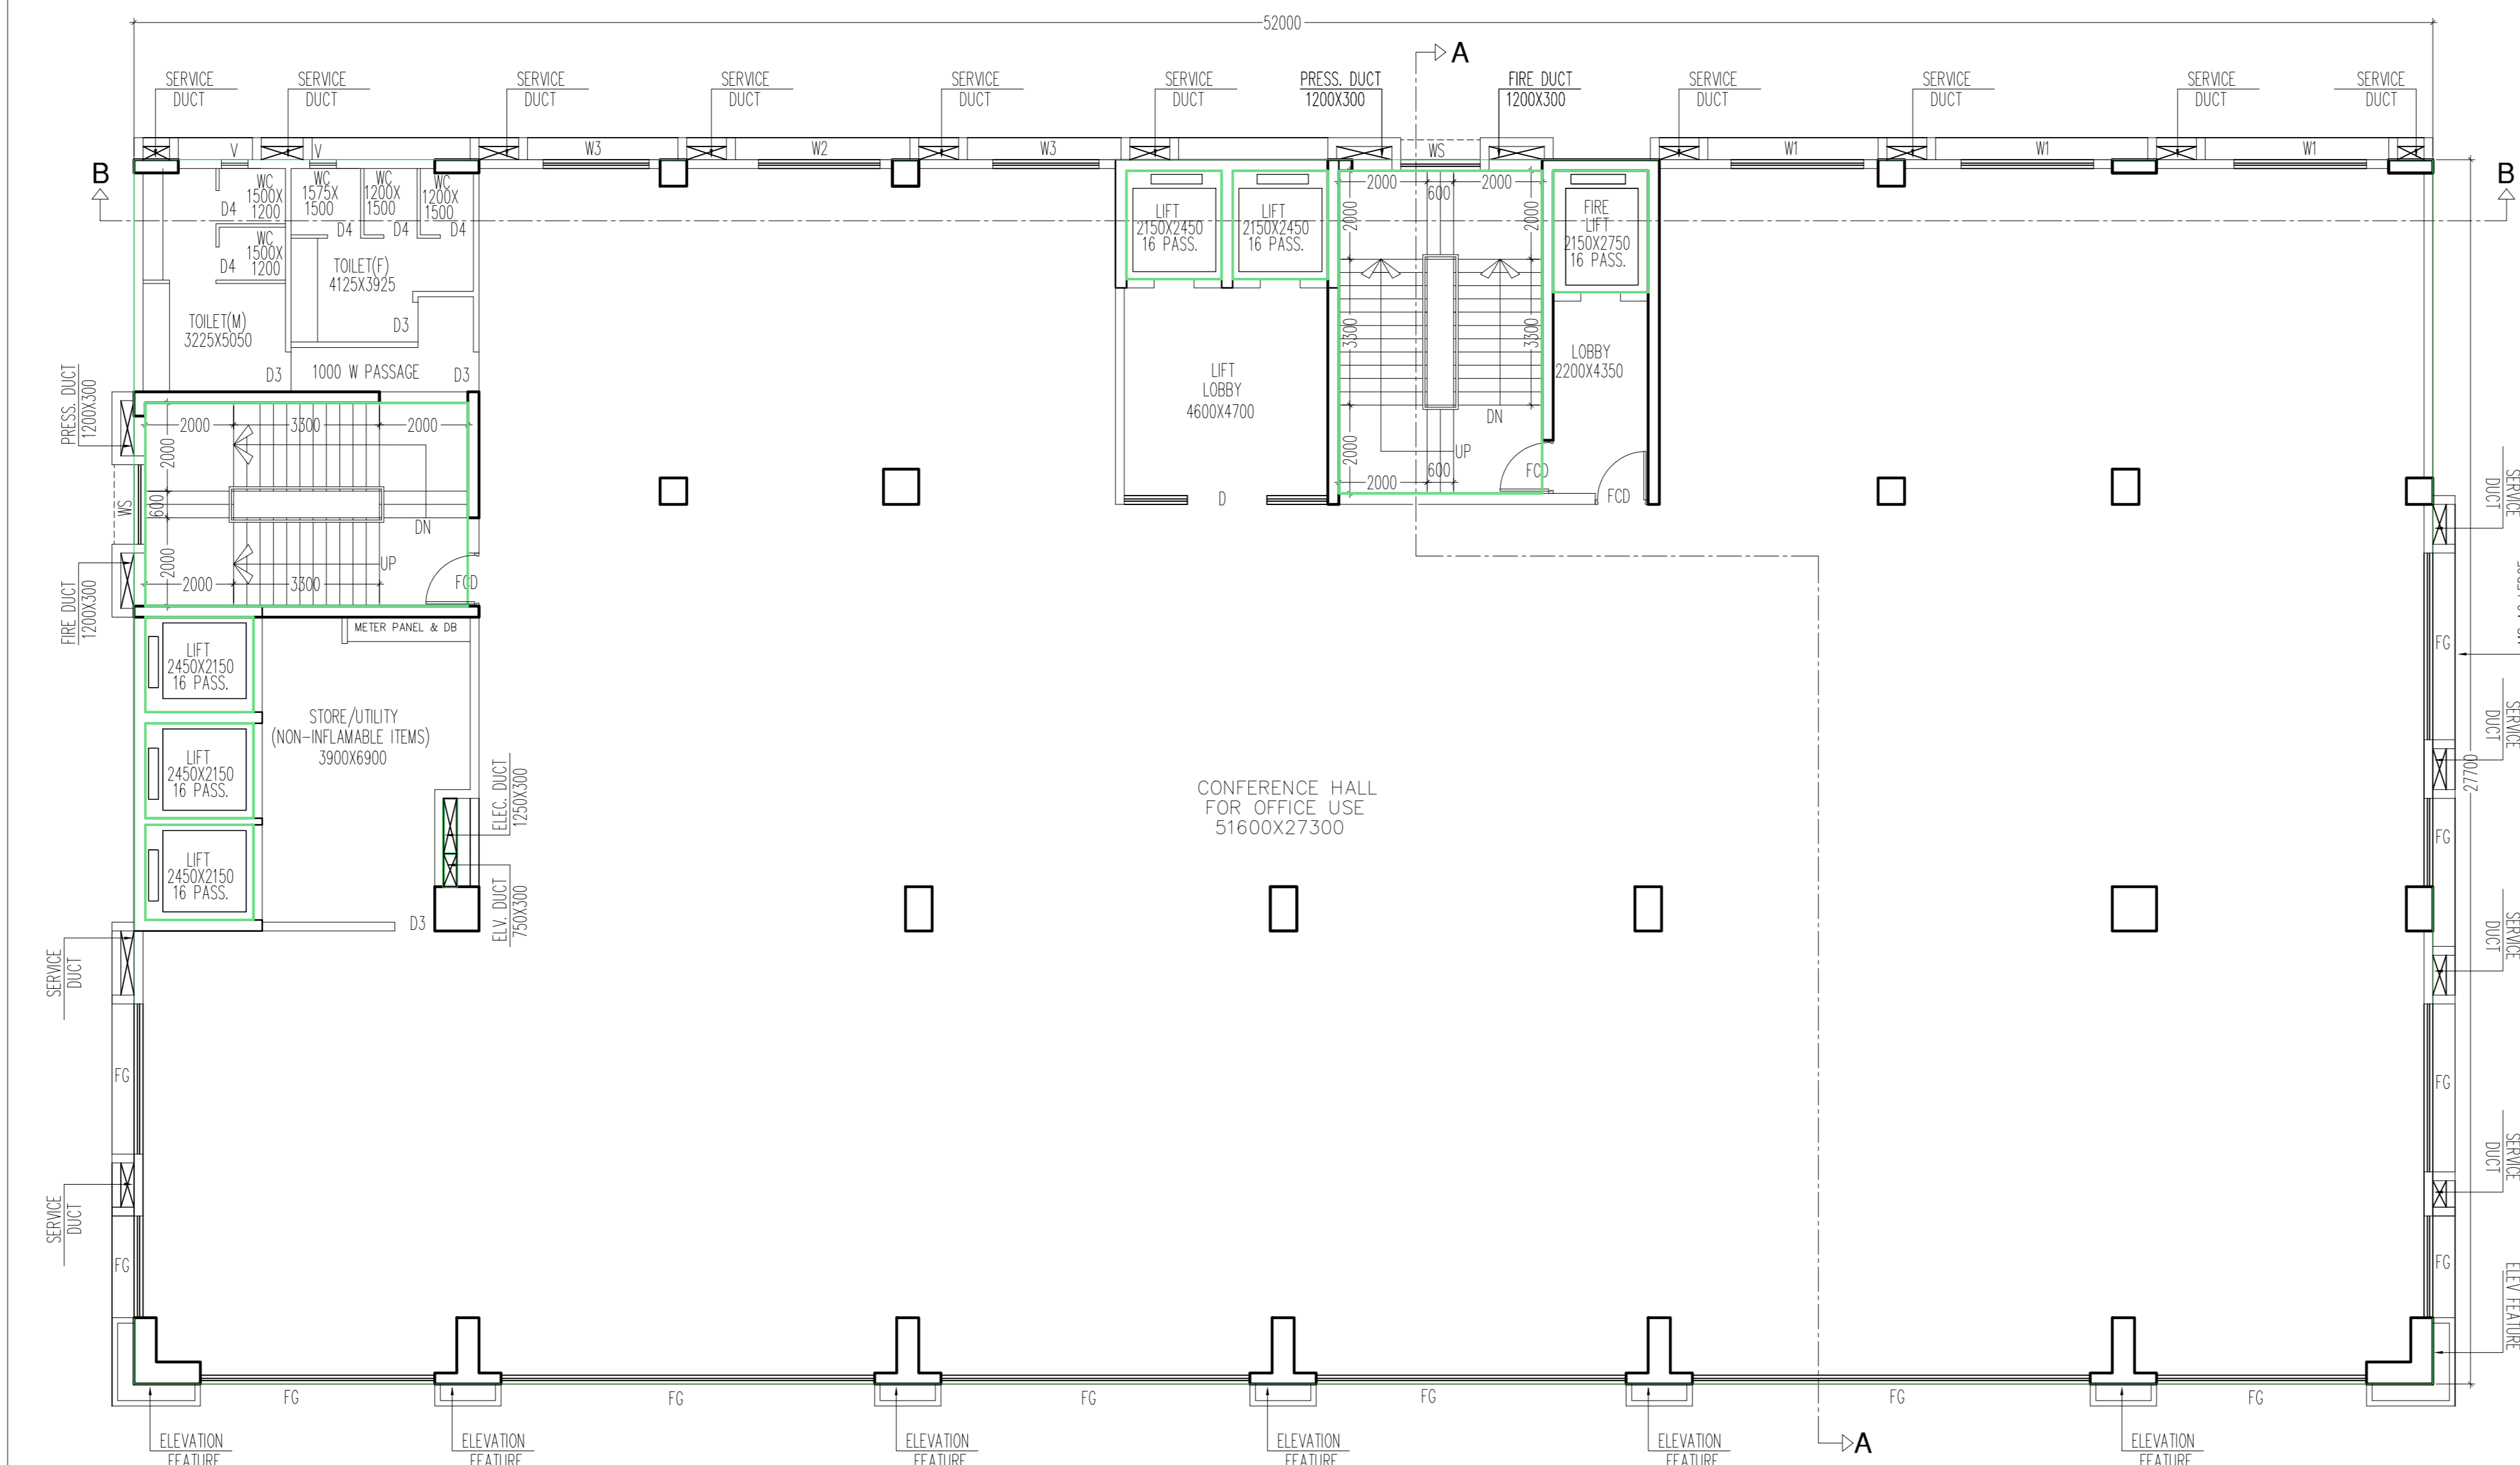 52000
A
SERVICE
DUCT
SERVICE
DUCT
SERVICE
DUCT
SERVICE
DUCT
SERVICE
DUCT
SERVICE
DUCT
PRESS. DUCT
1200X300
FIRE DUCT
1200X300
SERVICE
DUCT
SERVICE
DUCT
SERVICE
DUCT
SERVICE
DUCT
V
V
W3
W2
W3
WS
W1
W1
W1
B
B
WC
1500X
1200
D4
WC
1575X
1500
D4
WC
1200X
1500
D4
WC
1200X
1500
D4
WC
1500X
1200
D4
TOILET(F)
4125X3925
D3
TOILET(M)
3225X5050
D3
1000 W PASSAGE
D3
LIFT
2150X2450
16 PASS.
LIFT
2150X2450
16 PASS.
2000
600
2000
2000
2000
3300
3300
2000
2000
600
DN
UP
FCD
FIRE
LIFT
2150X2750
16 PASS.
LOBBY
2200X4350
FCD
LIFT
LOBBY
4600X4700
D
PRESS. DUCT
1200X300
WS
FIRE DUCT
1200X300
2000
3300
2000
2000
600
2000
2000
3300
DN
UP
FCD
METER PANEL & DB
LIFT
2450X2150
16 PASS.
LIFT
2450X2150
16 PASS.
LIFT
2450X2150
16 PASS.
STORE/UTILITY
(NON-INFLAMABLE ITEMS)
3900X6900
ELEC. DUCT
1250X300
ELV. DUCT
750X300
D3
CONFERENCE HALL
FOR OFFICE USE
51600X27300
SERVICE
DUCT
FG
SERVICE
DUCT
FG
SERVICE
DUCT
FG
SERVICE
DUCT
27700
FG
SERVICE
DUCT
FG
SERVICE
DUCT
FG
ELEV FEATURE
FG
FG
FG
FG
FG
FG
A
ELEVATION
FEATURE
ELEVATION
FEATURE
ELEVATION
FEATURE
ELEVATION
FEATURE
ELEVATION
FEATURE
ELEVATION
FEATURE